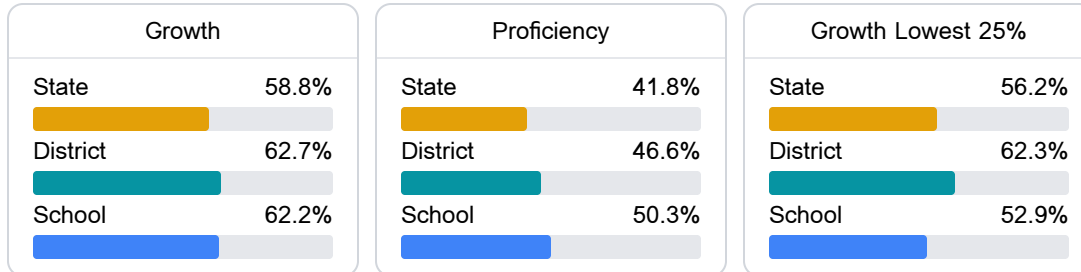 Growth
State 58.8%
District 62.7%
School 62.2%
Proficiency
State 41.8%
District 46.6%
School 50.3%
Growth Lowest 25%
State 56.2%
District 62.3%
School 52.9%